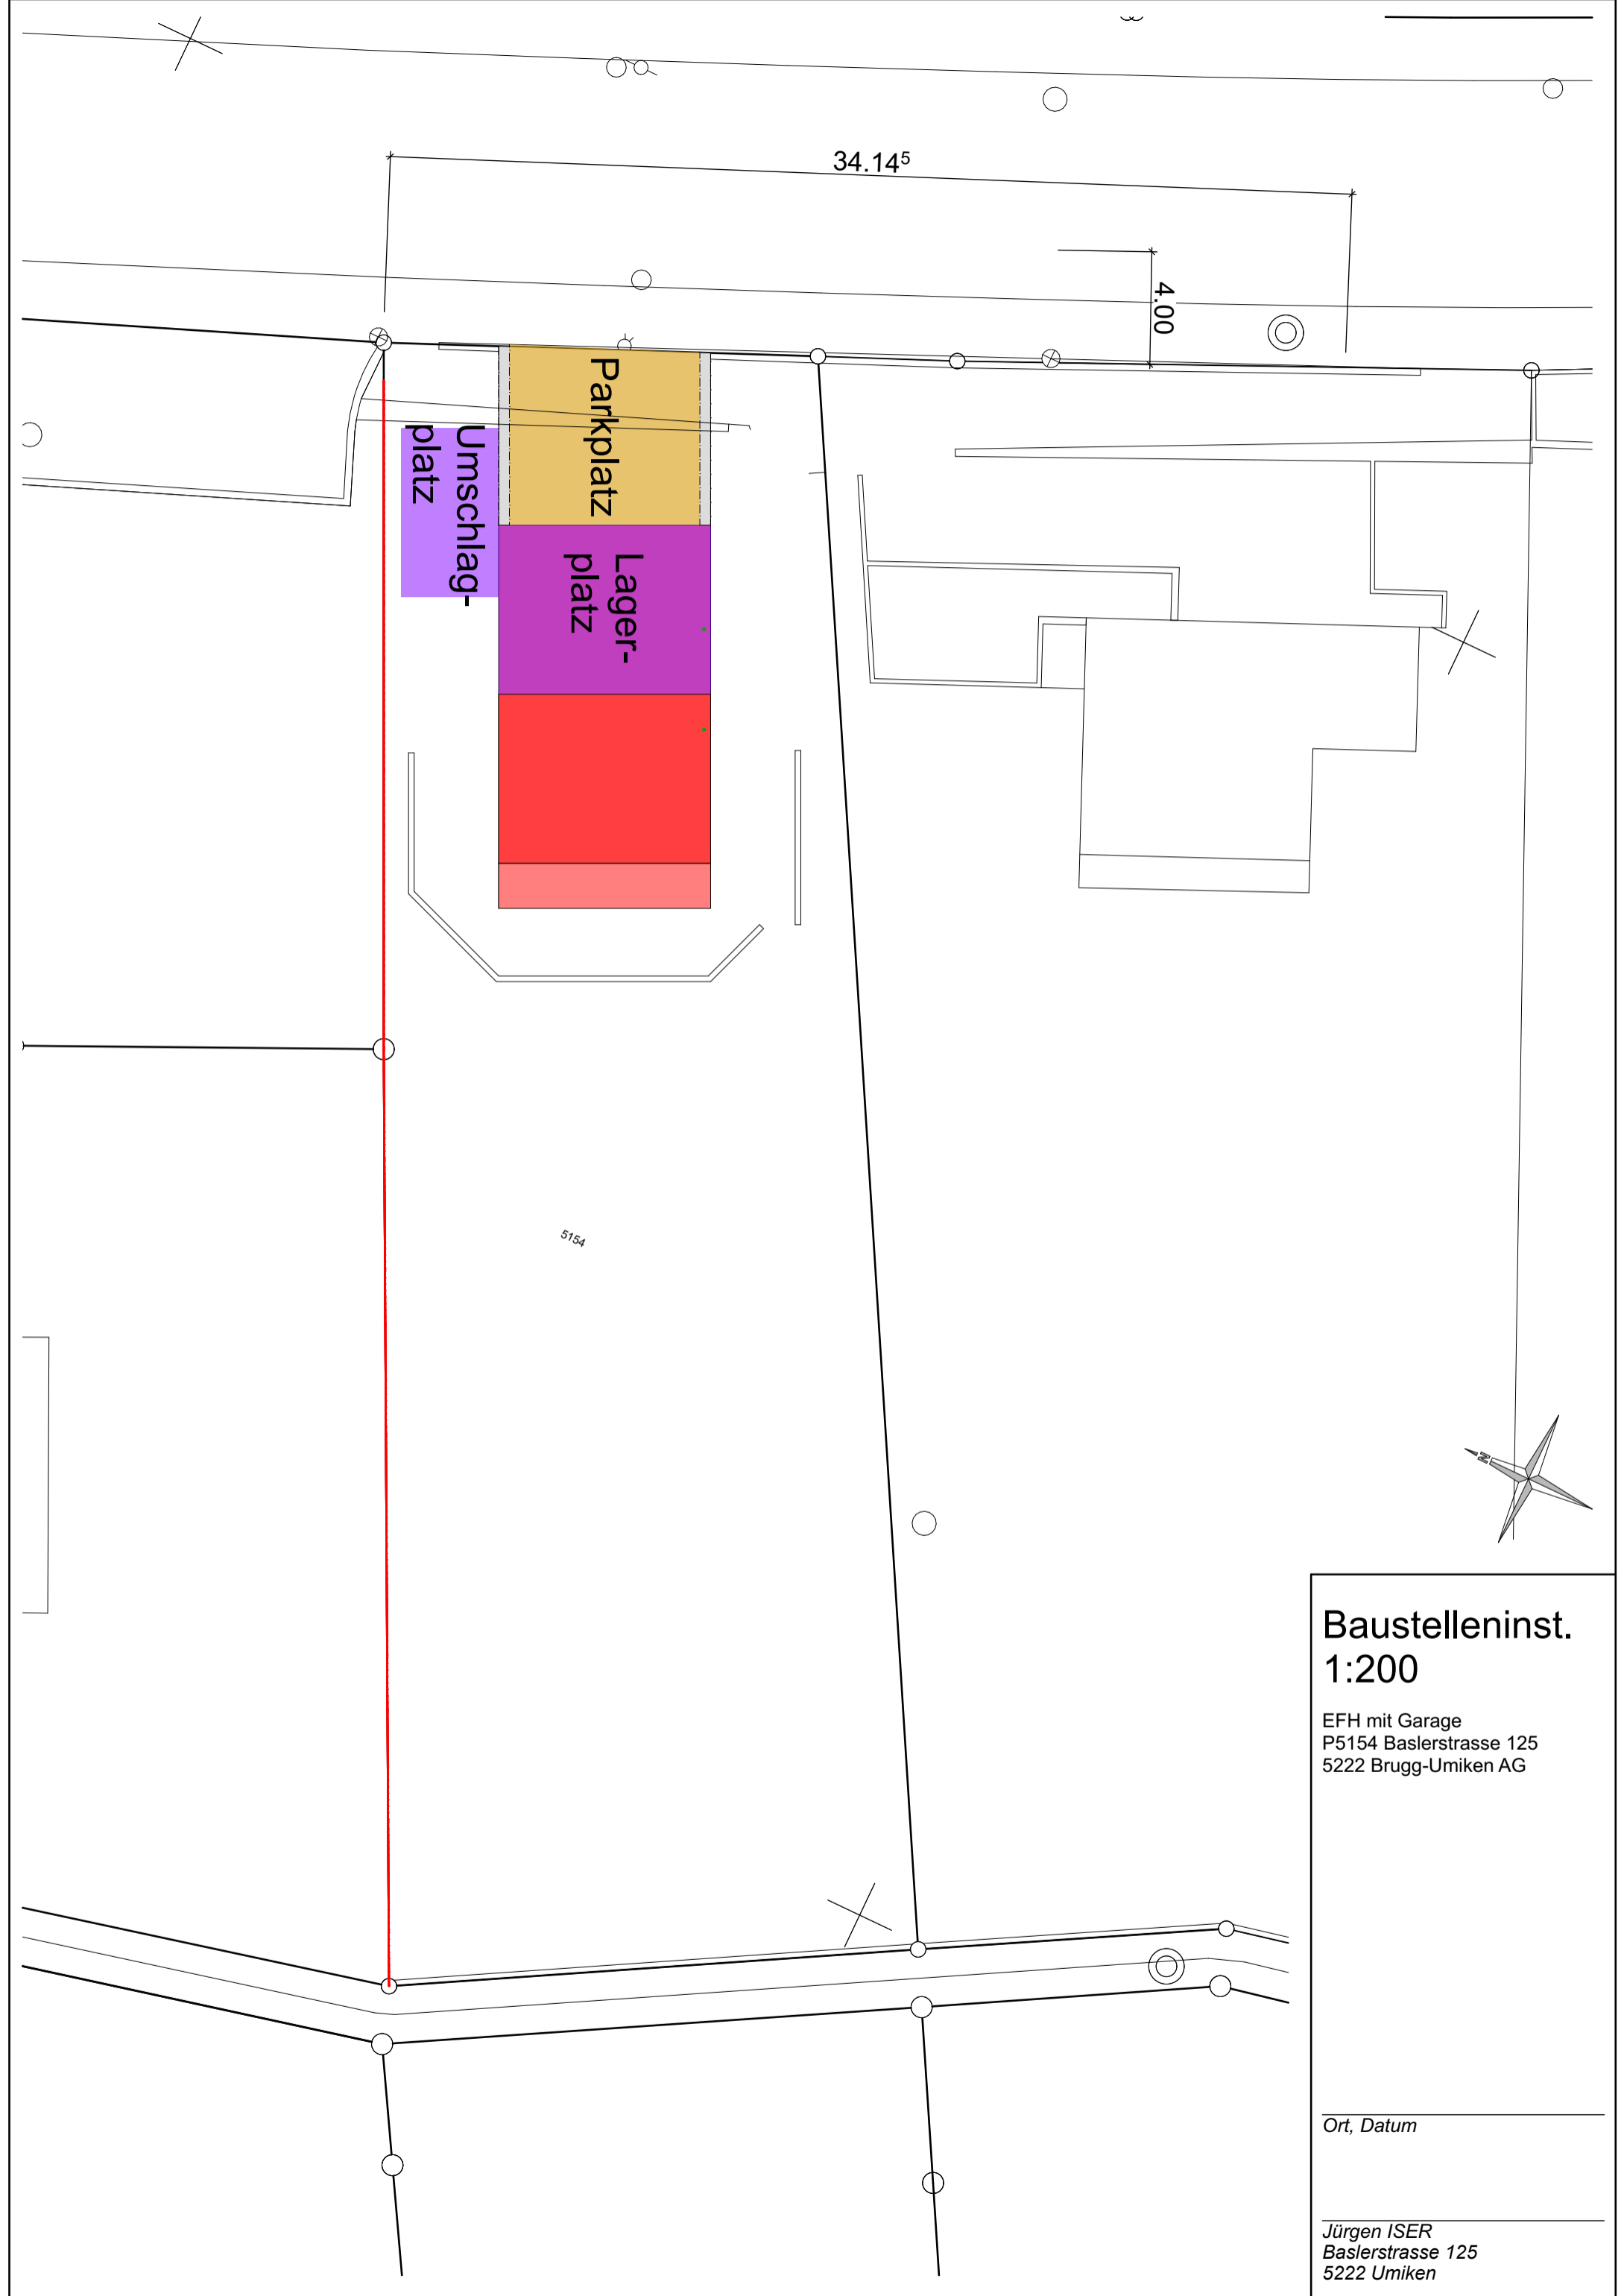 34.14⁵
4.00
Parkplatz
Umschlag-
platz
Lager-
platz
5154
N
Baustelleninst.
1:200
EFH mit Garage
P5154 Baslerstrasse 125
5222 Brugg-Umiken AG
Ort, Datum
Jürgen ISER
Baslerstrasse 125
5222 Umiken